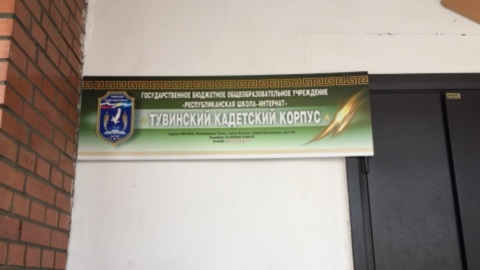 ГОСУДАРСТВЕННОЕ БЮДЖЕТНОЕ ОБЩЕОБРАЗОВАТЕЛЬНОЕ УЧРЕЖДЕНИЕ
«РЕСПУБЛИКАНСКАЯ ШКОЛА-ИНТЕРНАТ»
ТУВИНСКИЙ КАДЕТСКИЙ КОРПУС